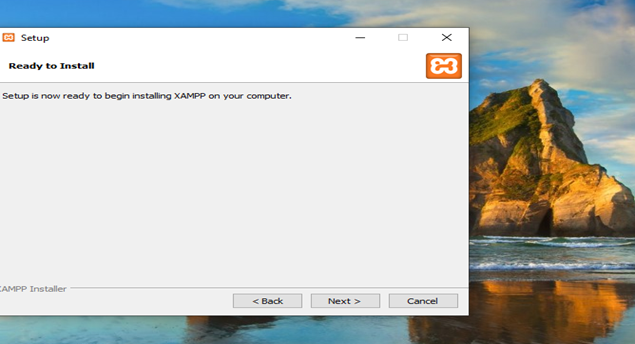 Setup
Ready to Install
Setup is now ready to begin installing XAMPP on your computer.
XAMPP Installer
< Back
Next >
Cancel